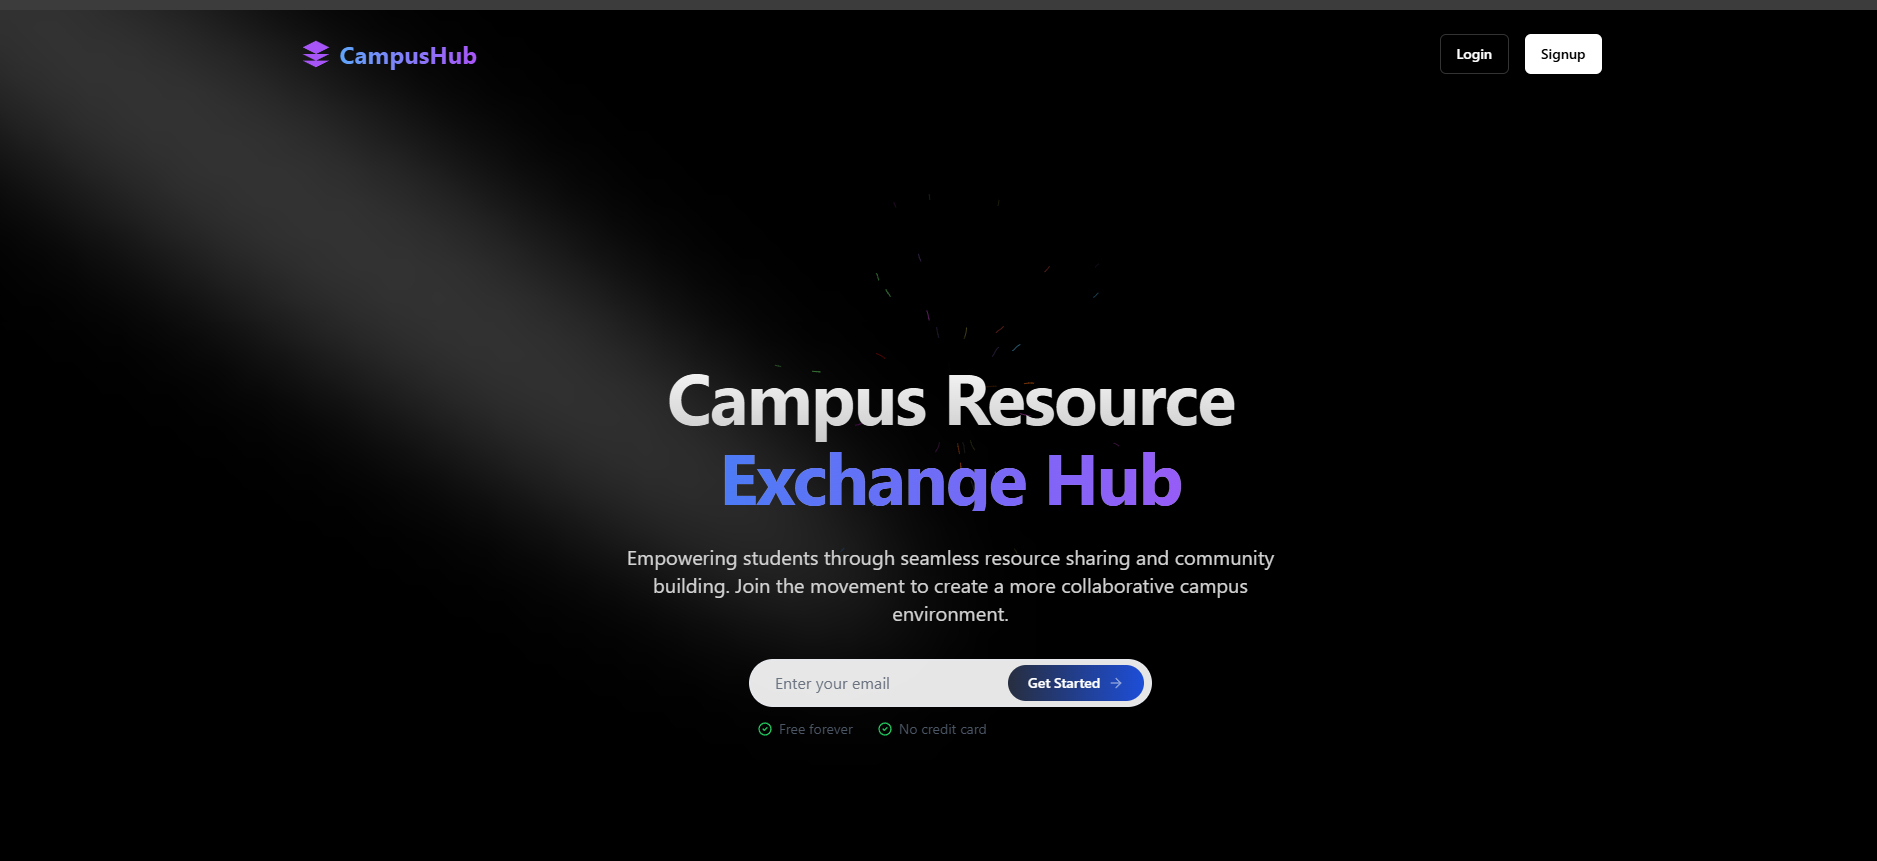 CampusHub
Login
Signup
Campus Resource
Exchange Hub
Empowering students through seamless resource sharing and community
building. Join the movement to create a more collaborative campus
environment.
Enter your email
Get Started
Free forever
No credit card